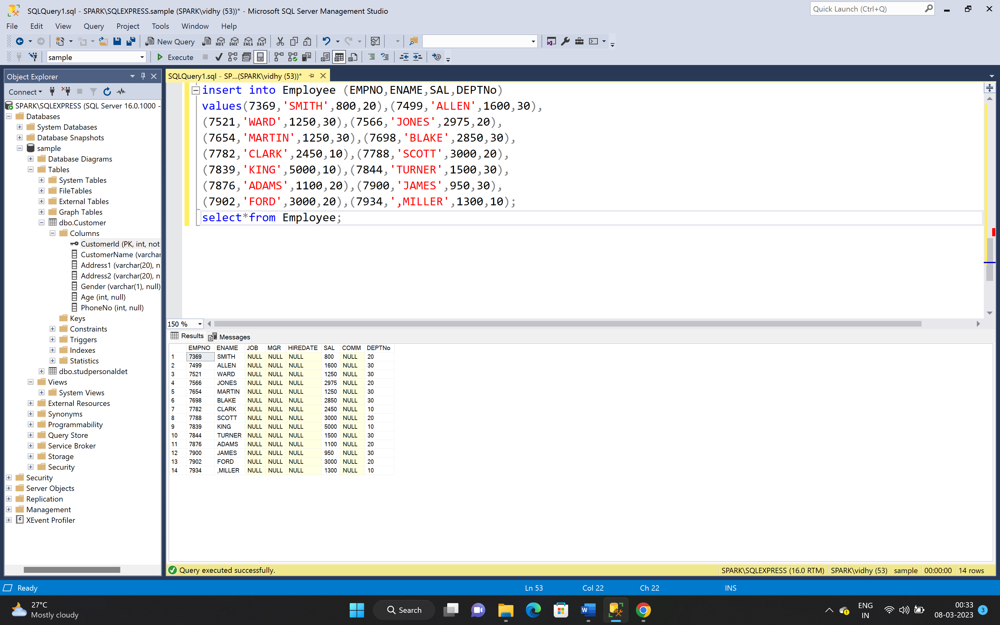 SQLQuery1.sql - SPARK\SQLEXPRESS.sample (SPARK\vidhy (53))* - Microsoft SQL Server Management Studio
Quick Launch (Ctrl+Q)
File Edit View Query Project Tools Window Help
New Query MDX DMX XMLA DAX
sample Execute
Object Explorer
Connect
SPARK\SQLEXPRESS (SQL Server 16.0.1000 -
Databases
System Databases
Database Snapshots
sample
Database Diagrams
Tables
System Tables
FileTables
External Tables
Graph Tables
dbo.Customer
Columns
CustomerId (PK, int, not
CustomerName (varchar
Address1 (varchar(20), n
Address2 (varchar(20), n
Gender (varchar(1), null)
Age (int, null)
PhoneNo (int, null)
Keys
Constraints
Triggers
Indexes
Statistics
dbo.studpersonaldet
Views
System Views
External Resources
Synonyms
Programmability
Query Store
Service Broker
Storage
Security
Security
Server Objects
Replication
Management
XEvent Profiler
SQLQuery1.sql - SP...(SPARK\vidhy (53))*
insert into Employee (EMPNO,ENAME,SAL,DEPTNo)
values(7369,'SMITH',800,20),(7499,'ALLEN',1600,30),
(7521,'WARD',1250,30),(7566,'JONES',2975,20),
(7654,'MARTIN',1250,30),(7698,'BLAKE',2850,30),
(7782,'CLARK',2450,10),(7788,'SCOTT',3000,20),
(7839,'KING',5000,10),(7844,'TURNER',1500,30),
(7876,'ADAMS',1100,20),(7900,'JAMES',950,30),
(7902,'FORD',3000,20),(7934,',MILLER',1300,10);
select*from Employee;
150 %
Results Messages
EMPNO ENAME JOB MGR HIREDATE SAL COMM DEPTNo
1 7369 SMITH NULL NULL NULL 800 NULL 20
2 7499 ALLEN NULL NULL NULL 1600 NULL 30
3 7521 WARD NULL NULL NULL 1250 NULL 30
4 7566 JONES NULL NULL NULL 2975 NULL 20
5 7654 MARTIN NULL NULL NULL 1250 NULL 30
6 7698 BLAKE NULL NULL NULL 2850 NULL 30
7 7782 CLARK NULL NULL NULL 2450 NULL 10
8 7788 SCOTT NULL NULL NULL 3000 NULL 20
9 7839 KING NULL NULL NULL 5000 NULL 10
10 7844 TURNER NULL NULL NULL 1500 NULL 30
11 7876 ADAMS NULL NULL NULL 1100 NULL 20
12 7900 JAMES NULL NULL NULL 950 NULL 30
13 7902 FORD NULL NULL NULL 3000 NULL 20
14 7934 ,MILLER NULL NULL NULL 1300 NULL 10
Query executed successfully. SPARK\SQLEXPRESS (16.0 RTM) SPARK\vidhy (53) sample 00:00:00 14 rows
Ready Ln 53 Col 22 Ch 22 INS
27°C
Mostly cloudy
Search
ENG
IN
00:33
08-03-2023
3